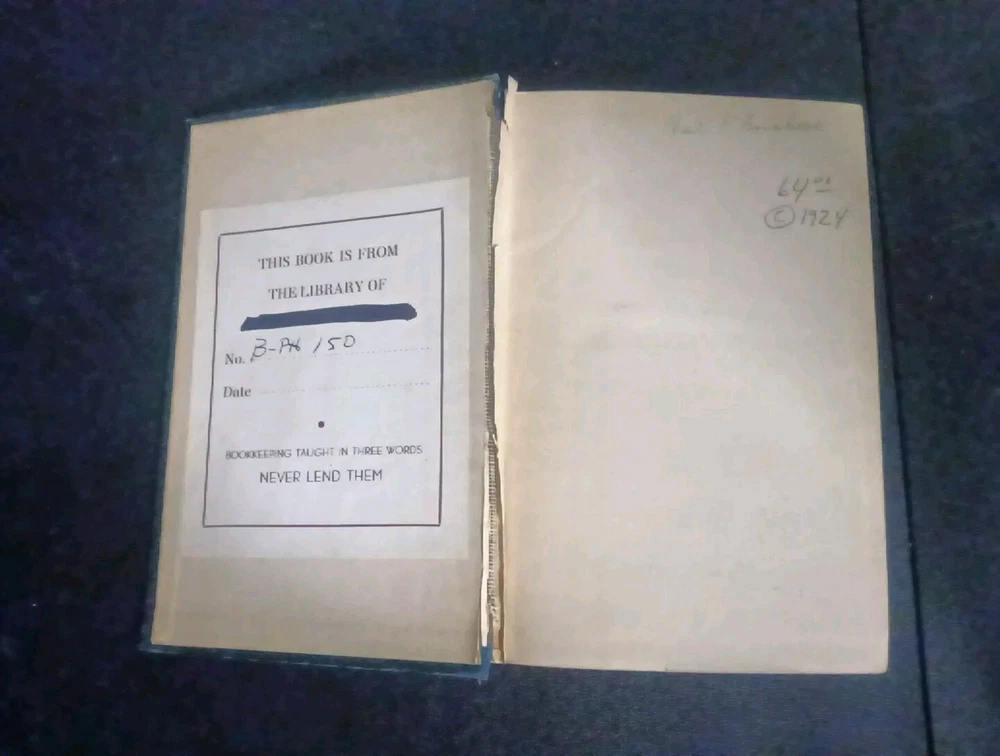 THIS BOOK IS FROM
THE LIBRARY OF
No. B-PH 150
Date
BOOKKEEPING TAUGHT IN THREE WORDS
NEVER LEND THEM
64⁰⁰
© 1924